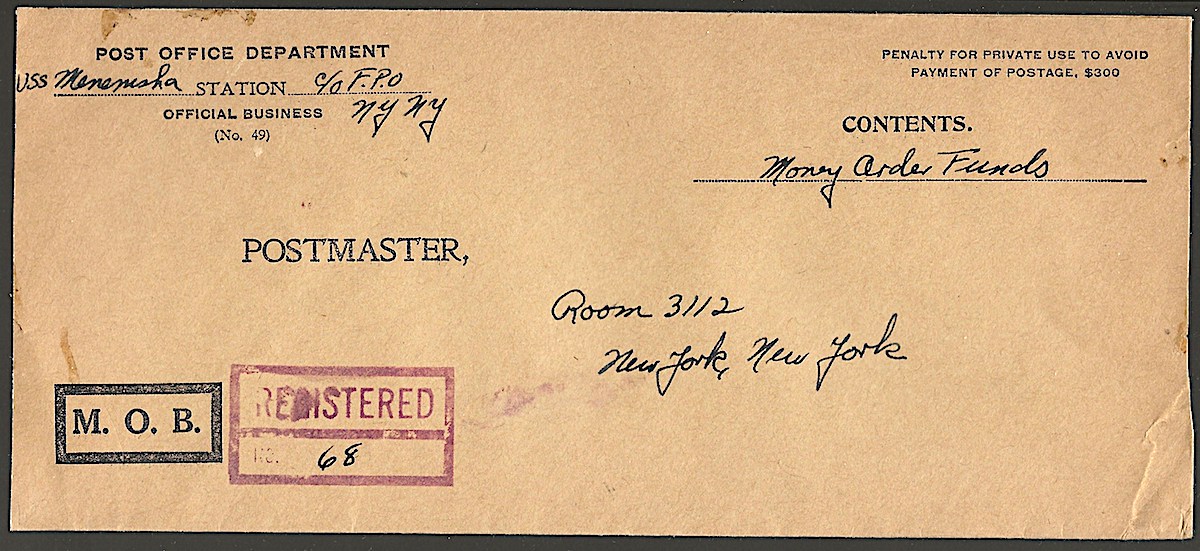 POST OFFICE DEPARTMENT
USS Menemsha STATION c/o F.P.O
NY NY
OFFICIAL BUSINESS
(No. 49)
PENALTY FOR PRIVATE USE TO AVOID
PAYMENT OF POSTAGE, $300
CONTENTS.
Money Order Funds
POSTMASTER,
Room 3112
New York, New York
M. O. B.
REGISTERED
NO. 68